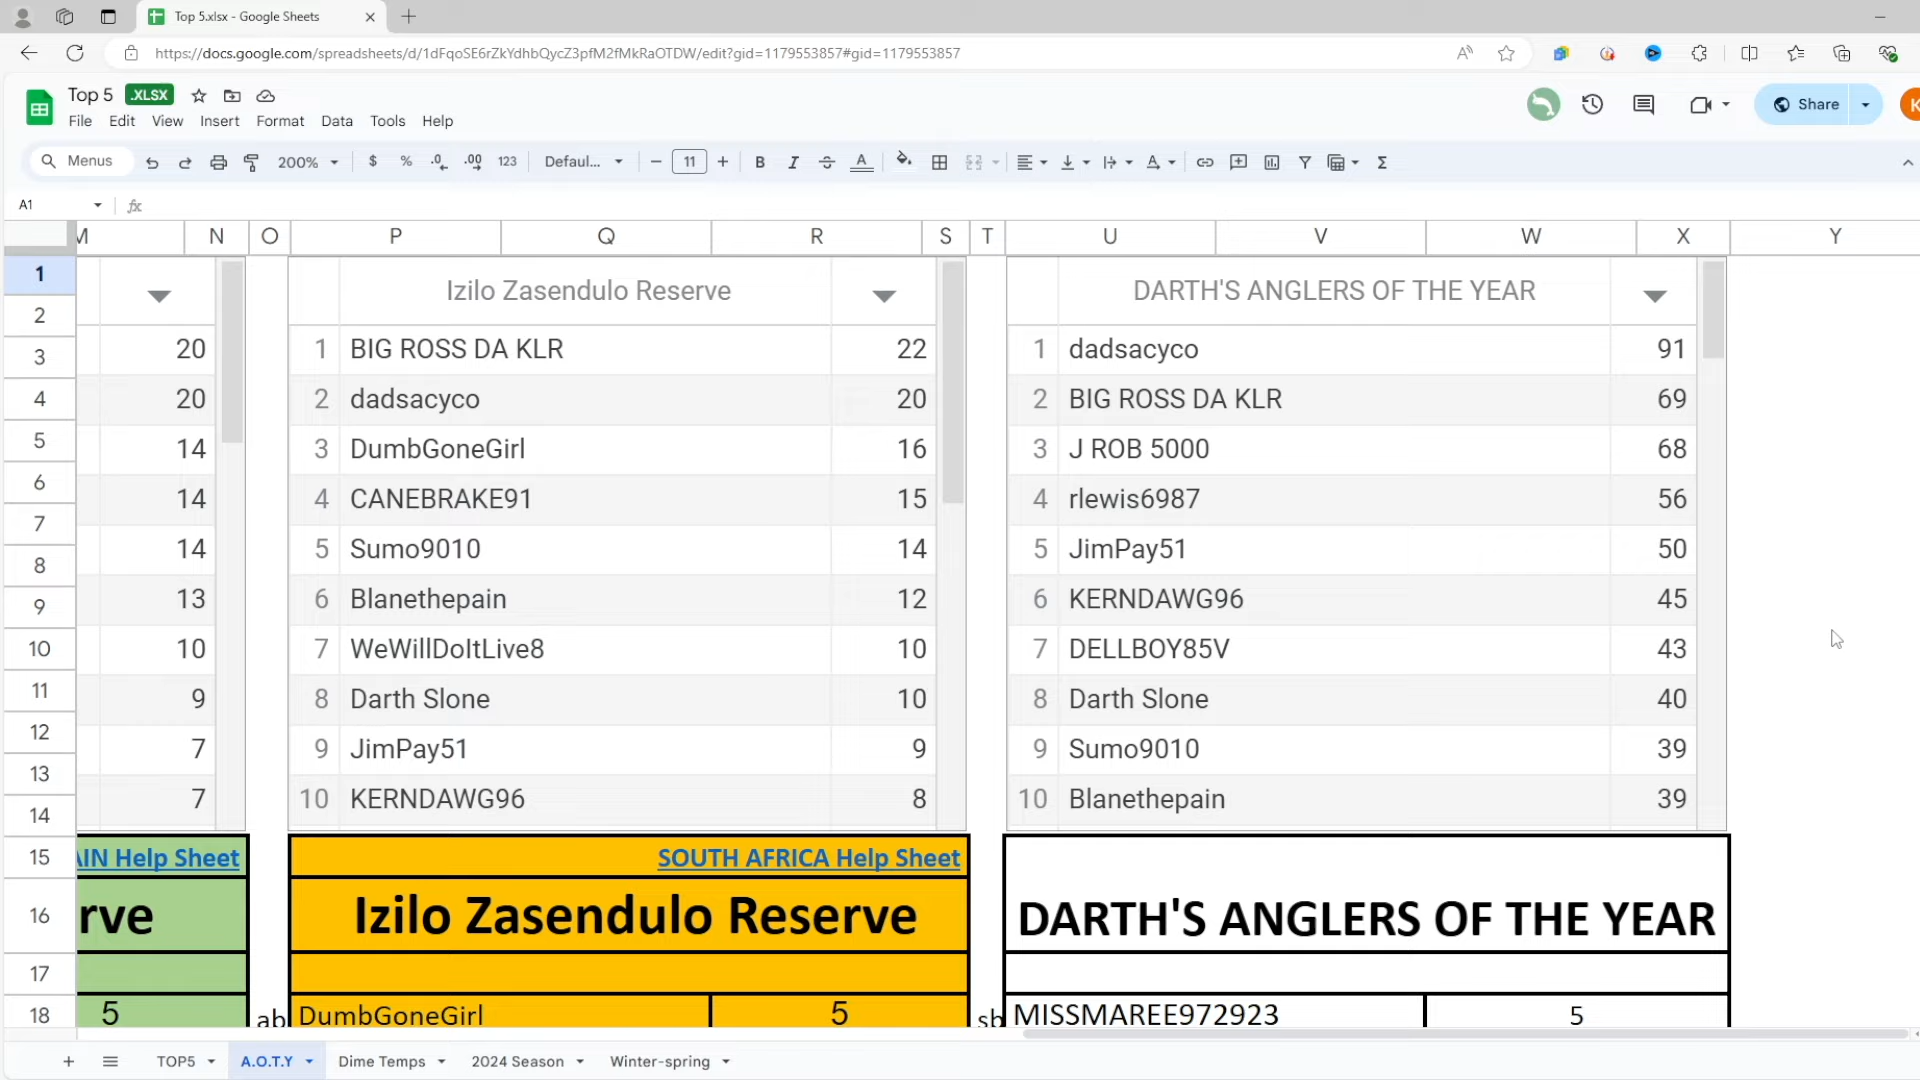 Top 5.xlsx - Google Sheets
https://docs.google.com/spreadsheets/d/1dFqoSE6rZkYdhbQycZ3pfM2fMkRaOTDW/edit?gid=1179553857#gid=1179553857
Top 5 .XLSX
Share K
File Edit View Insert Format Data Tools Help
Menus 200% $ % .0 .00 123 Defaul... 11 B I A Σ
A1 fx
M N O P Q R S T U V W X Y
1 Izilo Zasendulo Reserve DARTH'S ANGLERS OF THE YEAR
2
3 20 1 BIG ROSS DA KLR 22 1 dadsacyco 91
4 20 2 dadsacyco 20 2 BIG ROSS DA KLR 69
5 14 3 DumbGoneGirl 16 3 J ROB 5000 68
6 14 4 CANEBRAKE91 15 4 rlewis6987 56
7
8 14 5 Sumo9010 14 5 JimPay51 50
9 13 6 Blanethepain 12 6 KERNDAWG96 45
10 10 7 WeWillDoItLive8 10 7 DELLBOY85V 43
11 9 8 Darth Slone 10 8 Darth Slone 40
12 7 9 JimPay51 9 9 Sumo9010 39
13
14 7 10 KERNDAWG96 8 10 Blanethepain 39
15 AIN Help Sheet SOUTH AFRICA Help Sheet
16 rve Izilo Zasendulo Reserve DARTH'S ANGLERS OF THE YEAR
17
18 5 ab DumbGoneGirl 5 sb MISSMAREE972923 5
+ TOP5 A.O.T.Y Dime Temps 2024 Season Winter-spring